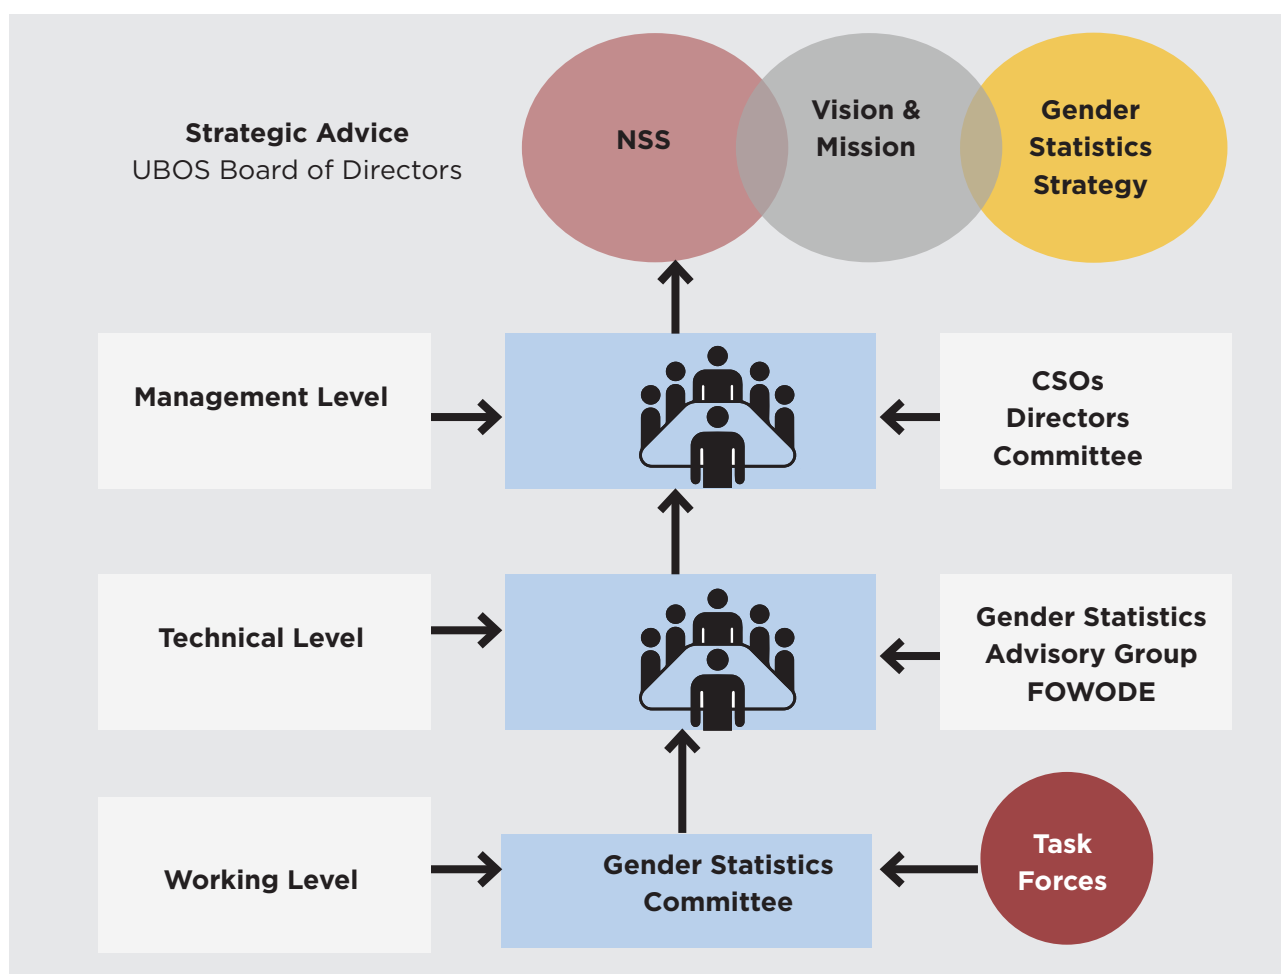 Strategic Advice
UBOS Board of Directors
NSS
Vision &
Mission
Gender
Statistics
Strategy
Management Level
CSOs
Directors
Committee
Technical Level
Gender Statistics
Advisory Group
FOWODE
Working Level
Gender Statistics
Committee
Task
Forces